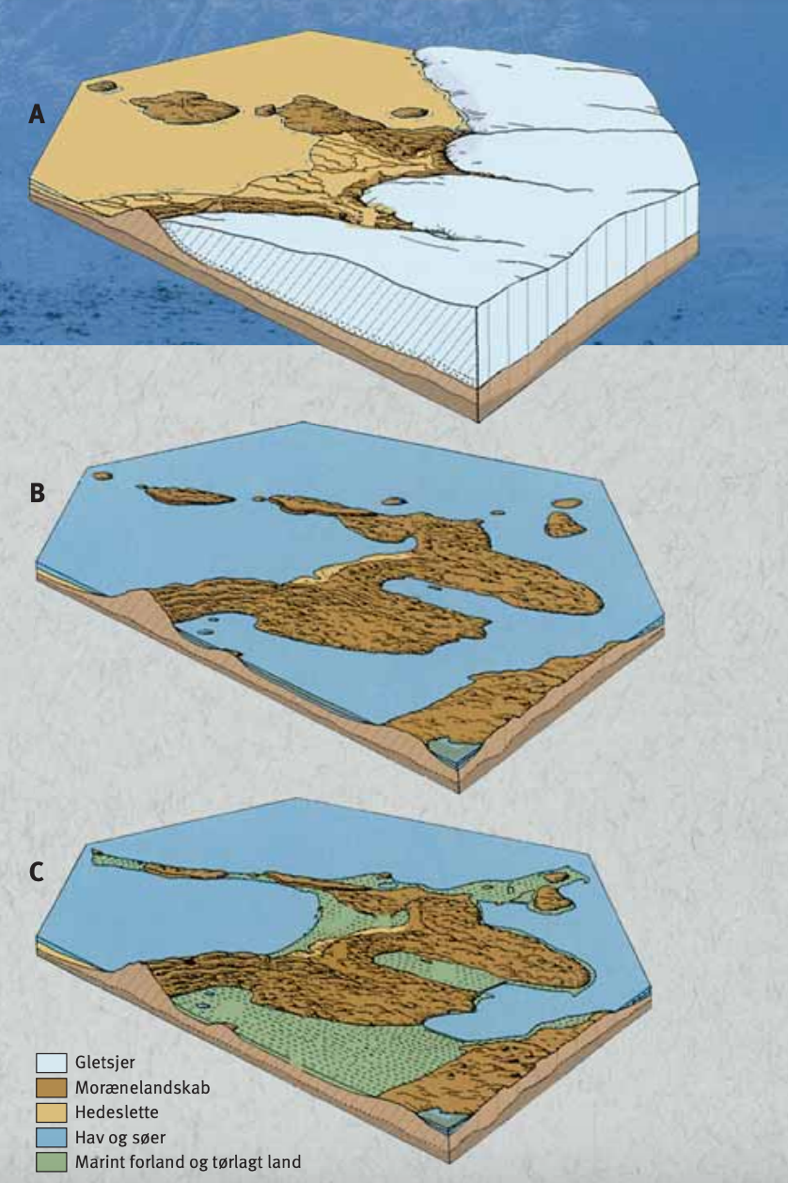 A
B
C
Gletsjer
Morænelandskab
Hedeslette
Hav og søer
Marint forland og tørlagt land